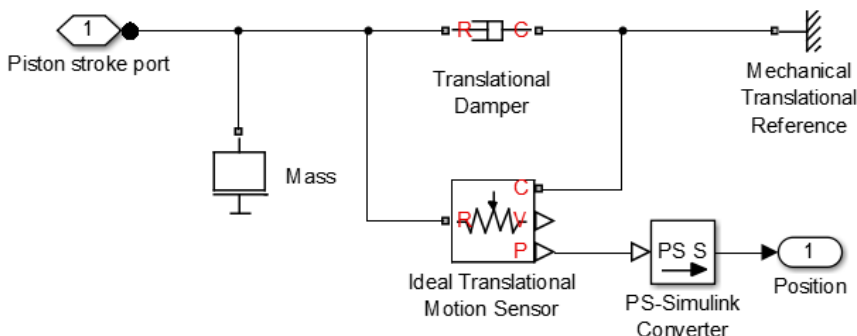 1
Piston stroke port
R
C
Translational
Damper
Mechanical
Translational
Reference
Mass
C
R
V
P
Ideal Translational
Motion Sensor
PS S
PS-Simulink
Converter
1
Position